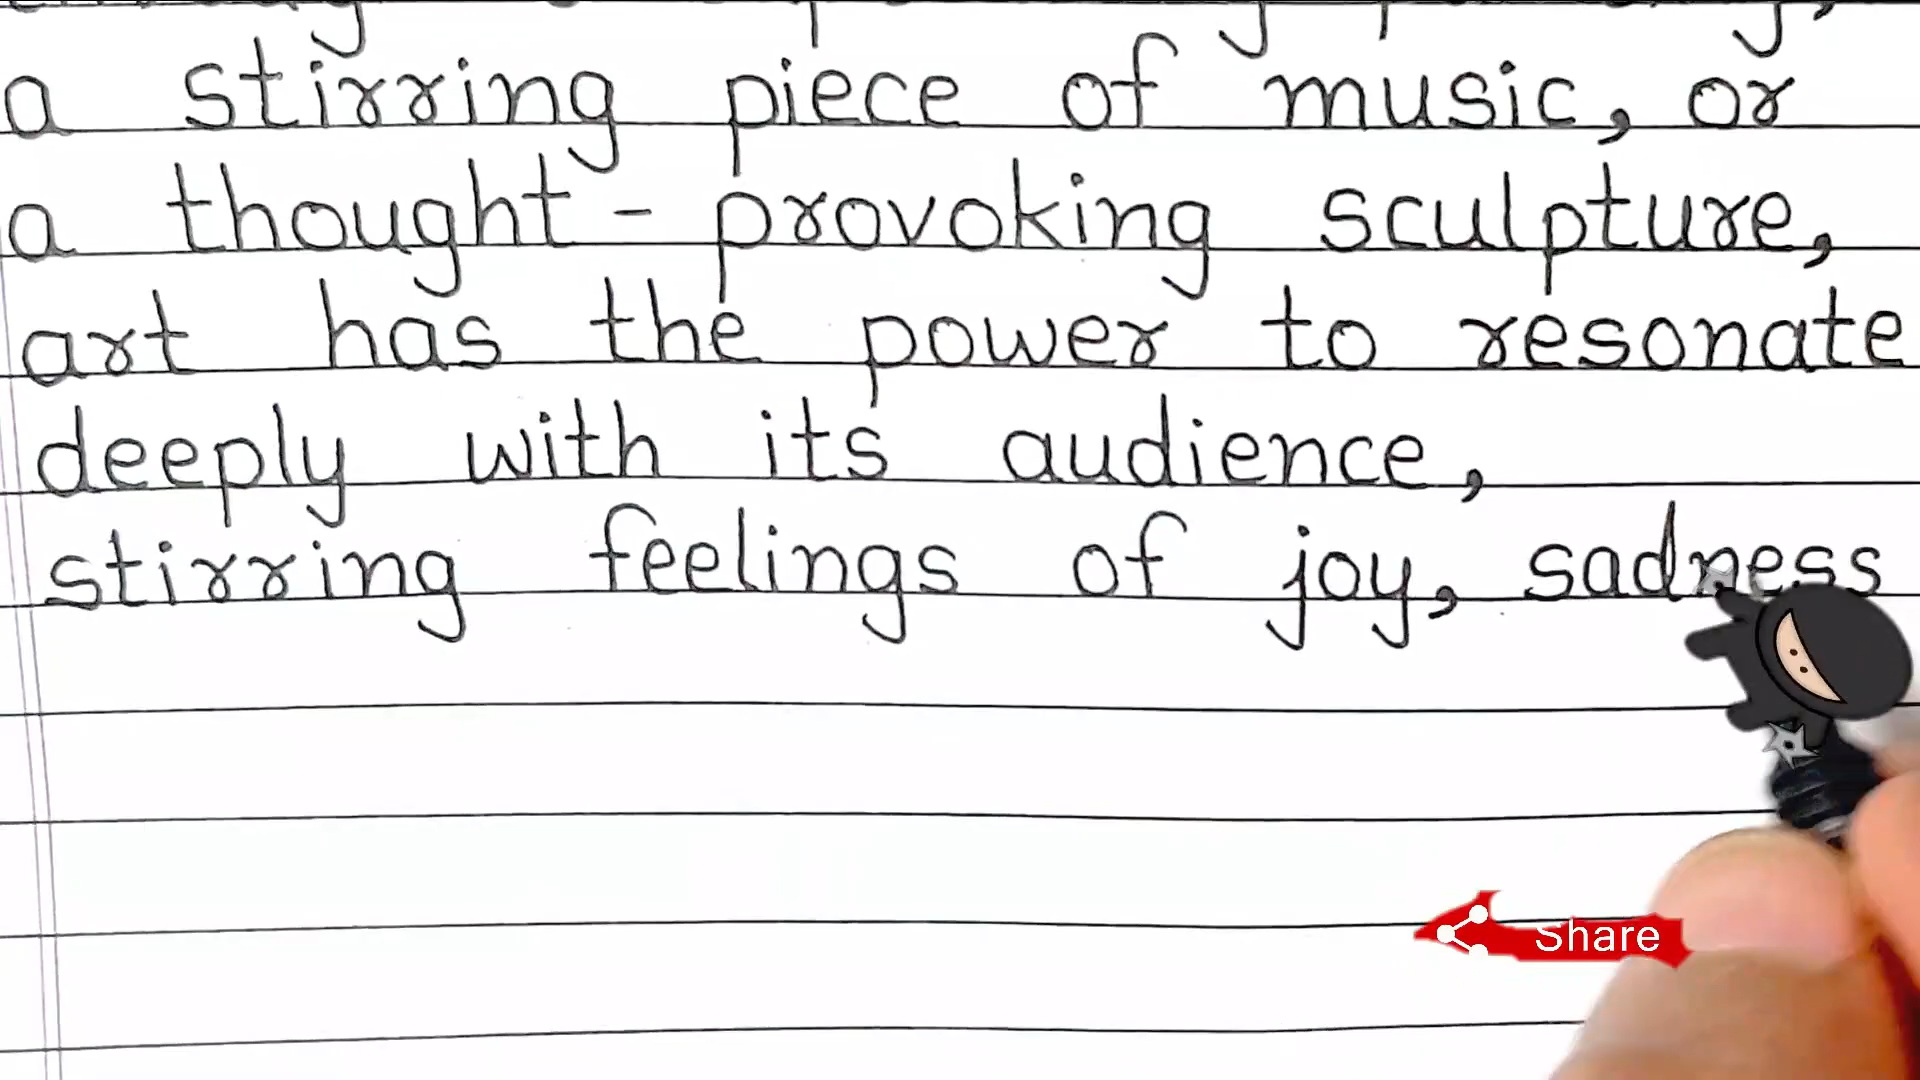 a stirring piece of music, or
a thought - provoking sculpture,
art has the power to resonate
deeply with its audience,
stirring feelings of joy, sadness
Share